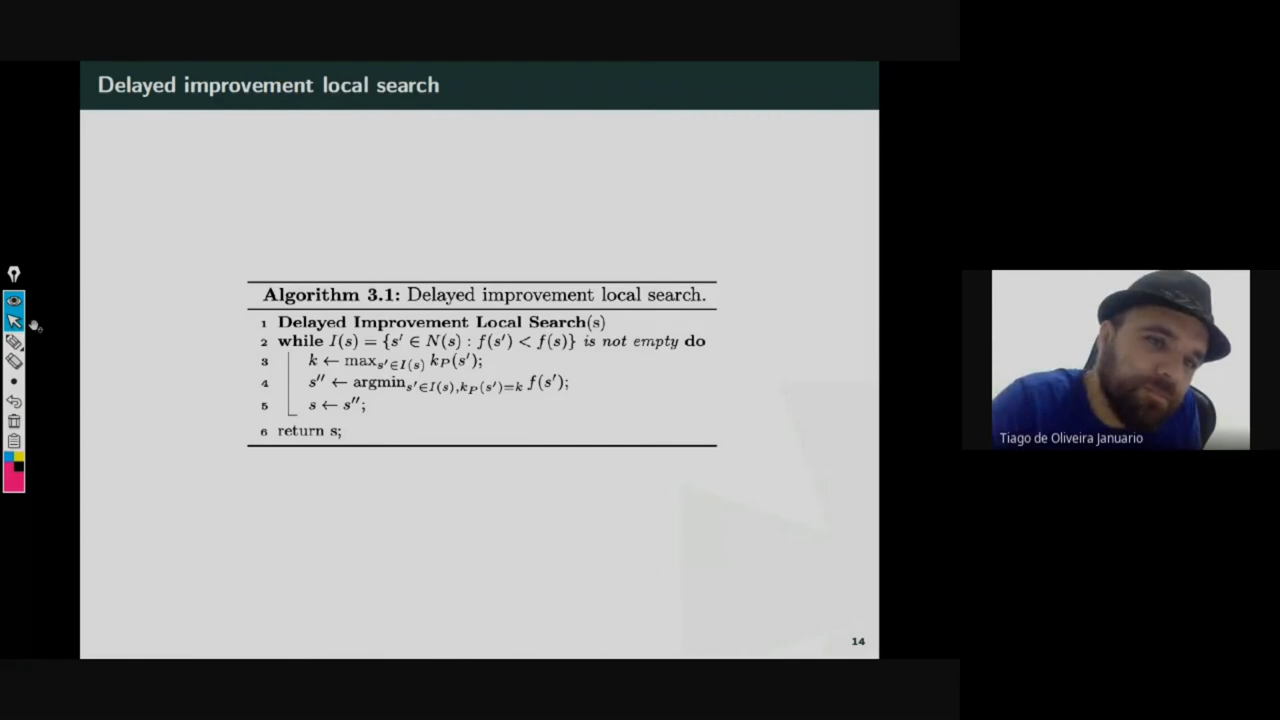 Delayed improvement local search
Algorithm 3.1: Delayed improvement local search.
1 Delayed Improvement Local Search(s)
2 while I(s) = {s′ ∈ N(s) : f(s′) < f(s)} is not empty do
3 k ← max_{s′∈I(s)} k_P(s′);
4 s″ ← argmin_{s′∈I(s),k_P(s′)=k} f(s′);
5 s ← s″;
6 return s;
14
Tiago de Oliveira Januario